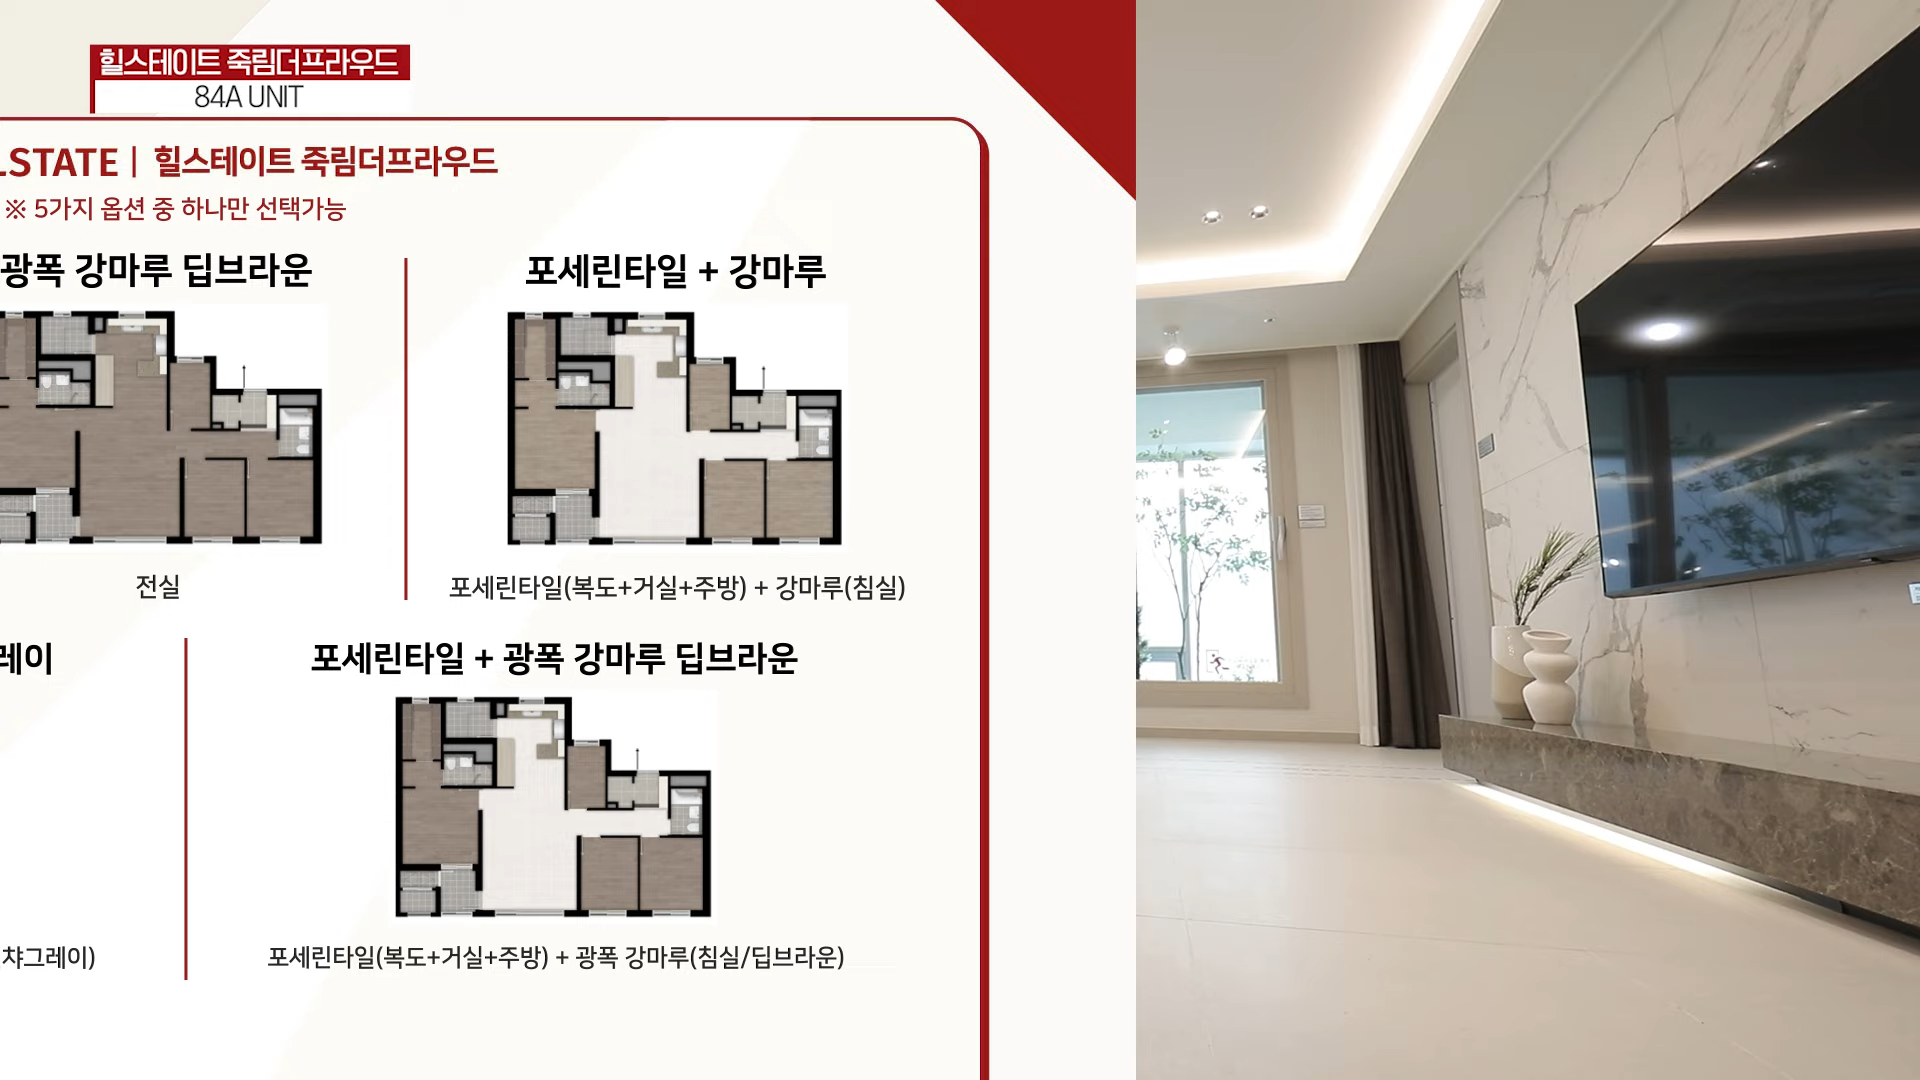 힐스테이트 죽림더프라우드
84A UNIT
LSTATE | 힐스테이트 죽림더프라우드
※ 5가지 옵션 중 하나만 선택가능
광폭 강마루 딥브라운
포세린타일 + 강마루
전실
포세린타일(복도+거실+주방) + 강마루(침실)
레이
포세린타일 + 광폭 강마루 딥브라운
챠그레이)
포세린타일(복도+거실+주방) + 광폭 강마루(침실/딥브라운)